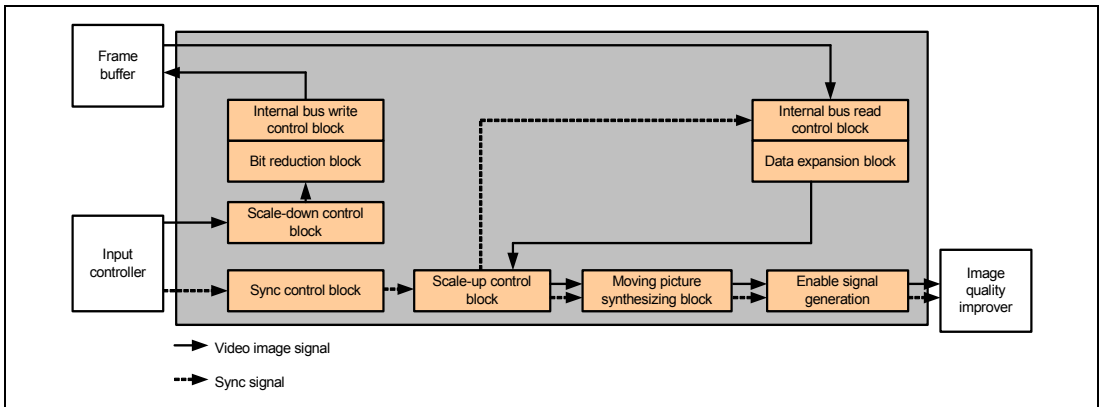 Frame
buffer
Internal bus write
control block
Bit reduction block
Internal bus read
control block
Data expansion block
Scale-down control
block
Input
controller
Sync control block
Scale-up control
block
Moving picture
synthesizing block
Enable signal
generation
Image
quality
improver
Video image signal
Sync signal